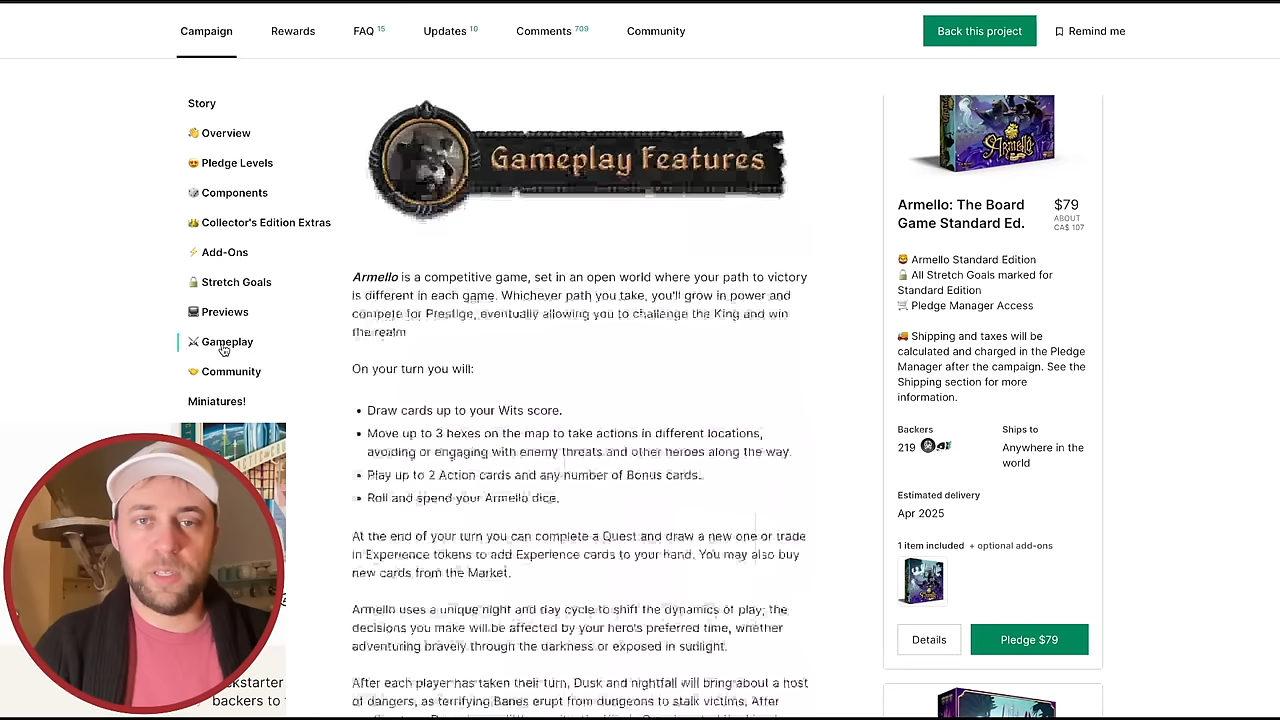 Campaign
Rewards
FAQ 15
Updates 10
Comments 709
Community
Back this project
Remind me
Story
👋 Overview
😍 Pledge Levels
🎲 Components
👑 Collector's Edition Extras
⚡ Add-Ons
🔒 Stretch Goals
Previews
⚔ Gameplay
🤝 Community
Miniatures!
Gameplay Features
Armello is a competitive game, set in an open world where your path to victory
is different in each game. Whichever path you take, you'll grow in power and
compete for Prestige, eventually allowing you to challenge the King and win
the realm
On your turn you will:
• Draw cards up to your Wits score.
• Move up to 3 hexes on the map to take actions in different locations,
avoiding or engaging with enemy threats and other heroes along the way.
• Play up to 2 Action cards and any number of Bonus cards.
• Roll and spend your Armello dice.
At the end of your turn you can complete a Quest and draw a new one or trade
in Experience tokens to add Experience cards to your hand. You may also buy
new cards from the Market.
Armello uses a unique night and day cycle to shift the dynamics of play; the
decisions you make will be affected by your hero's preferred time, whether
adventuring bravely through the darkness or exposed in sunlight.
After each player has taken their turn, Dusk and nightfall will bring about a host
of dangers, as terrifying Banes erupt from dungeons to stalk victims. After
Armello
Armello: The Board
Game Standard Ed.
$79
ABOUT
CA$ 107
🦁 Armello Standard Edition
🔓 All Stretch Goals marked for
Standard Edition
🛒 Pledge Manager Access
🚚 Shipping and taxes will be
calculated and charged in the Pledge
Manager after the campaign. See the
Shipping section for more
information.
Backers
219
Ships to
Anywhere in the
world
Estimated delivery
Apr 2025
1 item included + optional add-ons
Details
Pledge $79
kstarter
backers to